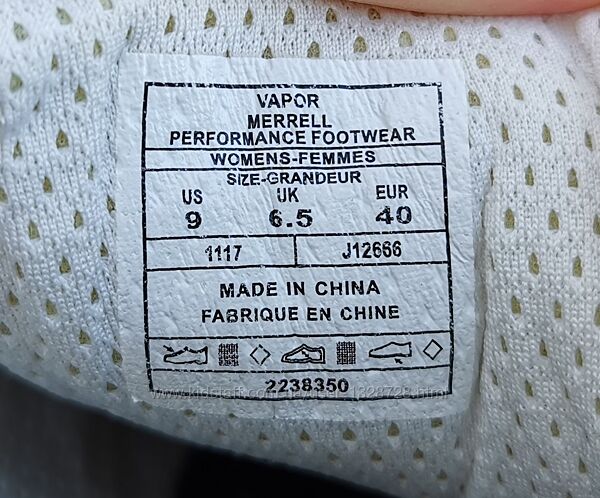 VAPOR
MERRELL
PERFORMANCE FOOTWEAR
WOMENS-FEMMES
SIZE-GRANDEUR
US UK EUR
9 6.5 40
1117 J12666
MADE IN CHINA
FABRIQUE EN CHINE
2238350